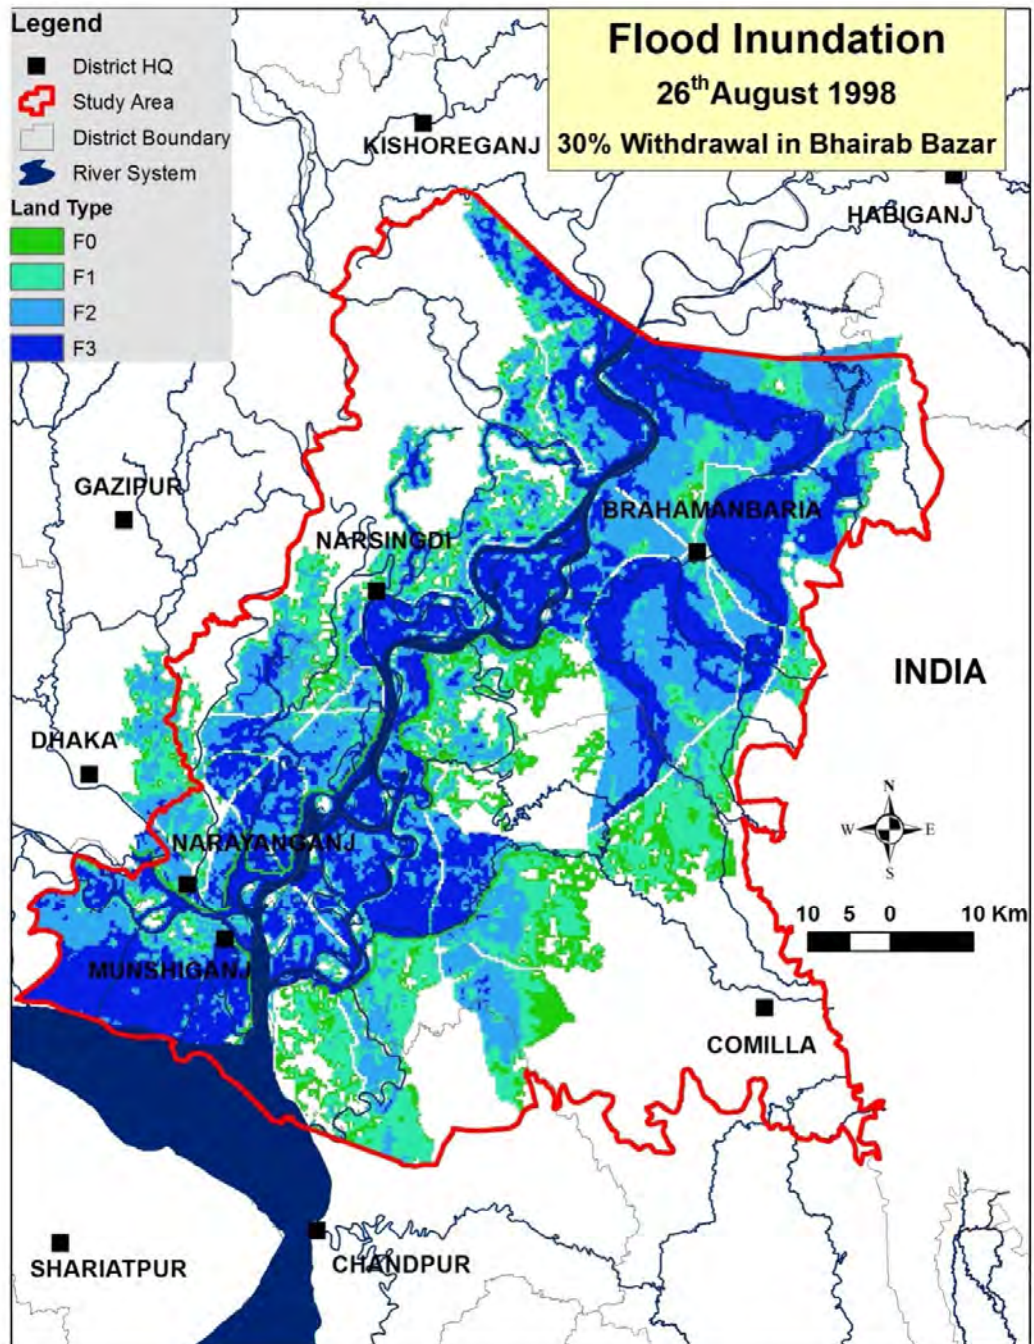 Legend
District HQ
Study Area
District Boundary
River System
Land Type
F0
F1
F2
F3
Flood Inundation
26th August 1998
30% Withdrawal in Bhairab Bazar
KISHOREGANJ
HABIGANJ
GAZIPUR
BRAHAMANBARIA
NARSINGDI
INDIA
DHAKA
N
W E
S
NARAYANGANJ
10 5 0 10 Km
MUNSHIGANJ
COMILLA
SHARIATPUR
CHANDPUR